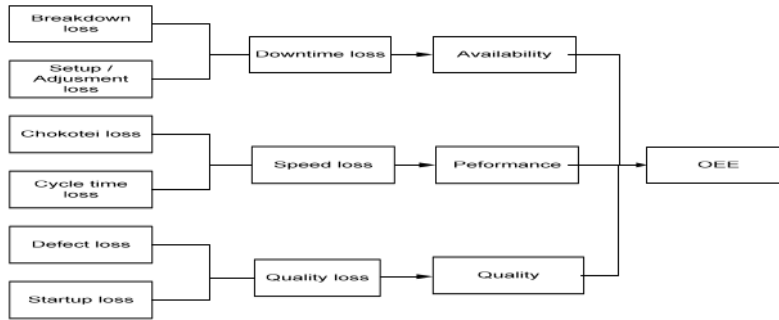 Breakdown
loss
Downtime loss
Availability
Setup /
Adjusment
loss
Chokotei loss
Speed loss
Peformance
OEE
Cycle time
loss
Defect loss
Quality loss
Quality
Startup loss